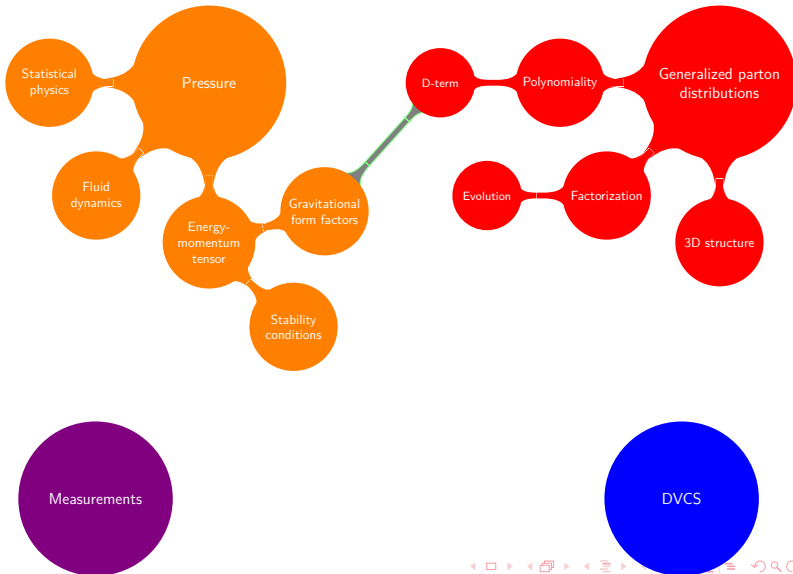 Statistical
physics
Pressure
Fluid
dynamics
Energy-
momentum
tensor
Gravitational
form factors
Stability
conditions
D-term
Polynomiality
Generalized parton
distributions
Evolution
Factorization
3D structure
Measurements
DVCS